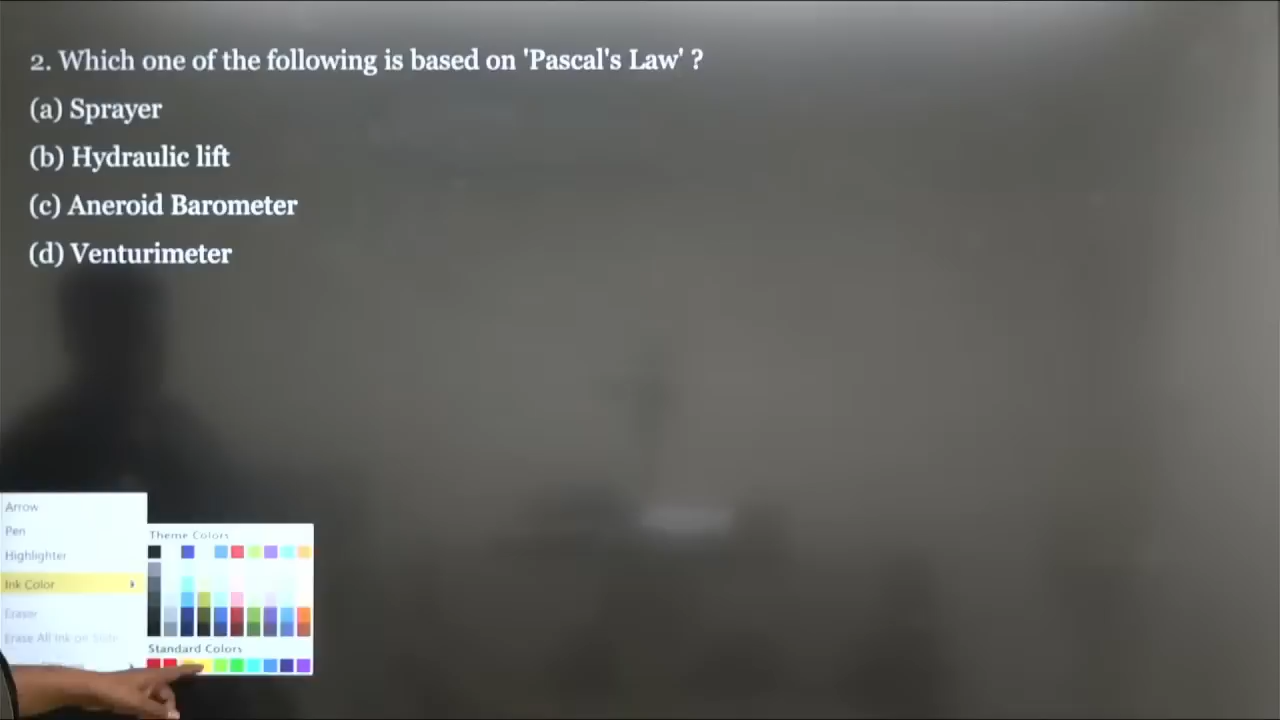 2. Which one of the following is based on 'Pascal's Law' ?
(a) Sprayer
(b) Hydraulic lift
(c) Aneroid Barometer
(d) Venturimeter
Arrow
Pen
Highlighter
Ink Color
Eraser
Erase All Ink on Slide
Theme Colors
Standard Colors